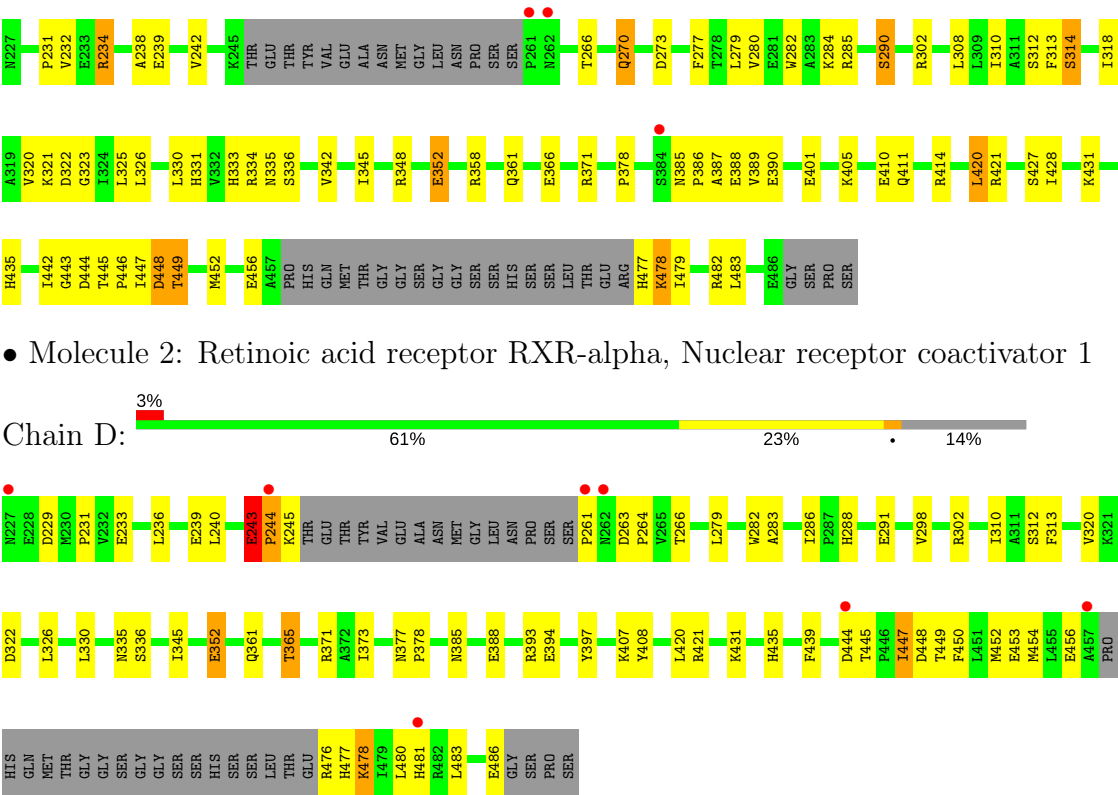 N227 P231 V232 E233 R234 A238 E239 V242 K245 THR GLU THR TYR VAL GLU ALA ASN MET GLY LEU ASN PRO SER SER P261 N262 T266 Q270 D273 F277 T278 L279 V280 E281 W282 A283 K284 R285 S290 R302 L308 L309 I310 A311 S312 F313 S314 I318
A319 V320 K321 D322 G323 I324 L325 L326 L330 H331 V332 H333 R334 N335 S336 V342 I345 R348 E352 R358 Q361 E366 R371 P378 S384 N385 P386 A387 E388 V389 E390 E401 K405 E410 Q411 R414 L420 R421 S427 I428 K431
H435 I442 G443 D444 T445 P446 I447 D448 T449 M452 E456 A457 PRO HIS GLN MET THR GLY GLY SER GLY GLY SER SER HIS SER SER LEU THR GLU ARG H477 K478 I479 R482 L483 E486 GLY SER PRO SER
• Molecule 2: Retinoic acid receptor RXR-alpha, Nuclear receptor coactivator 1
3%
Chain D:
61% 23% • 14%
N227 E228 D229 M230 P231 V232 E233 L236 E239 L240 E243 P244 K245 THR GLU THR TYR VAL GLU ALA ASN MET GLY LEU ASN PRO SER SER P261 N262 D263 P264 V265 T266 L279 W282 A283 I286 P287 H288 E291 V298 R302 I310 A311 S312 F313 V320 K321
D322 L326 L330 N335 S336 I345 E352 Q361 T365 R371 A372 I373 N377 P378 N385 E388 R393 E394 Y397 K407 Y408 L420 R421 K431 H435 F439 D444 T445 P446 I447 D448 T449 F450 L451 M452 E453 M454 L455 E456 A457 PRO
HIS GLN MET THR GLY GLY SER GLY GLY SER SER HIS SER SER LEU THR GLU R476 H477 K478 I479 L480 H481 R482 L483 E486 GLY SER PRO SER